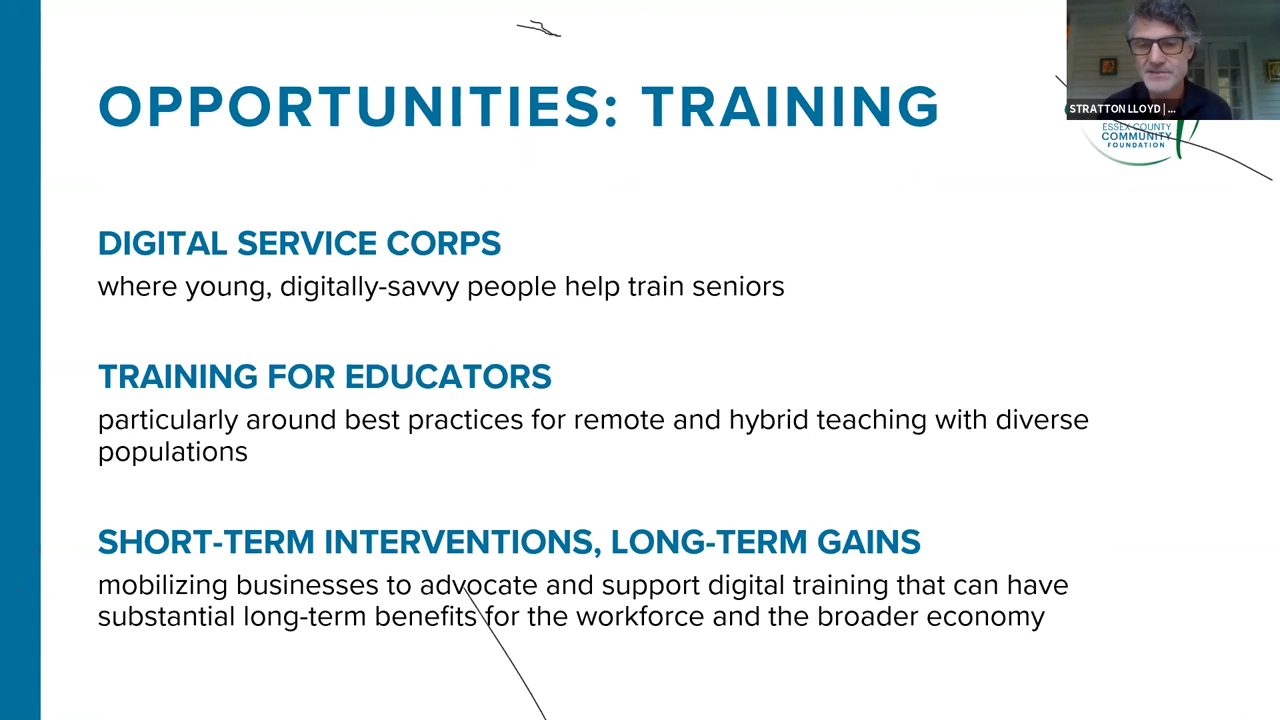 OPPORTUNITIES: TRAINING
STRATTON LLOYD | ...
ESSEX COUNTY
COMMUNITY
FOUNDATION
DIGITAL SERVICE CORPS
where young, digitally-savvy people help train seniors
TRAINING FOR EDUCATORS
particularly around best practices for remote and hybrid teaching with diverse
populations
SHORT-TERM INTERVENTIONS, LONG-TERM GAINS
mobilizing businesses to advocate and support digital training that can have
substantial long-term benefits for the workforce and the broader economy